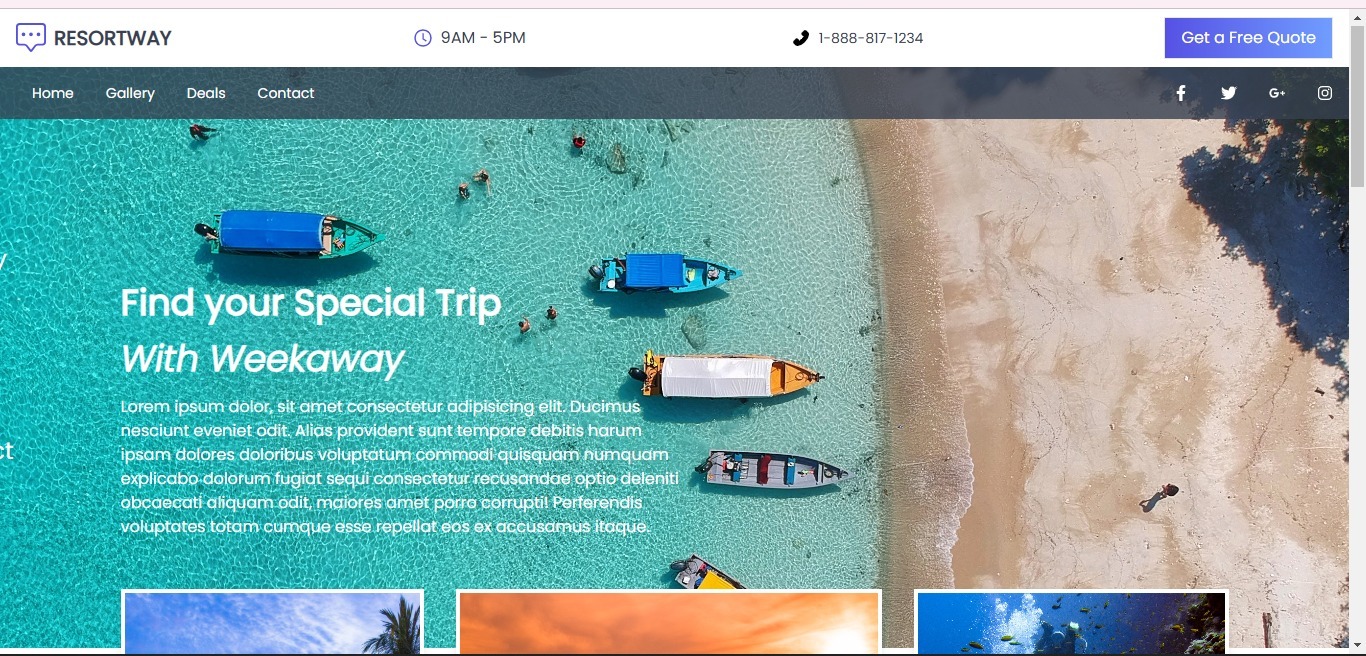 RESORTWAY
9AM - 5PM
1-888-817-1234
Get a Free Quote
Home
Gallery
Deals
Contact
G+
y
Find your Special Trip
With Weekaway
Lorem ipsum dolor, sit amet consectetur adipisicing elit. Ducimus
nesciunt eveniet odit. Alias provident sunt tempore debitis harum
ipsam dolores doloribus voluptatum commodi quisquam numquam
explicabo dolorum fugiat sequi consectetur recusandae optio deleniti
ct
obcaecati aliquam odit, maiores amet porro corrupti! Perferendis
voluptates totam cumque esse repellat eos ex accusamus itaque.